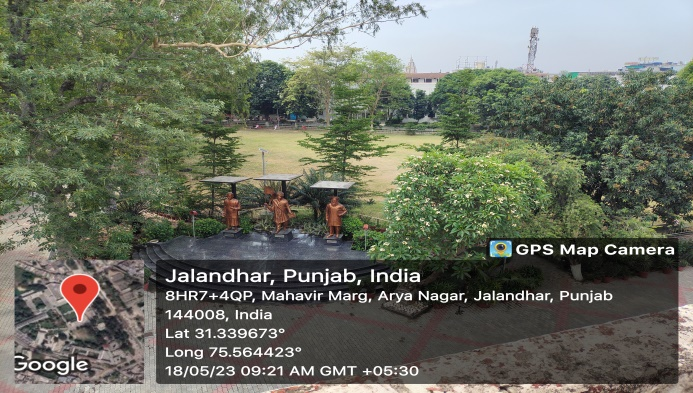 GPS Map Camera
Jalandhar, Punjab, India
8HR7+4QP, Mahavir Marg, Arya Nagar, Jalandhar, Punjab
144008, India
Lat 31.339673°
Long 75.564423°
18/05/23 09:21 AM GMT +05:30
Google